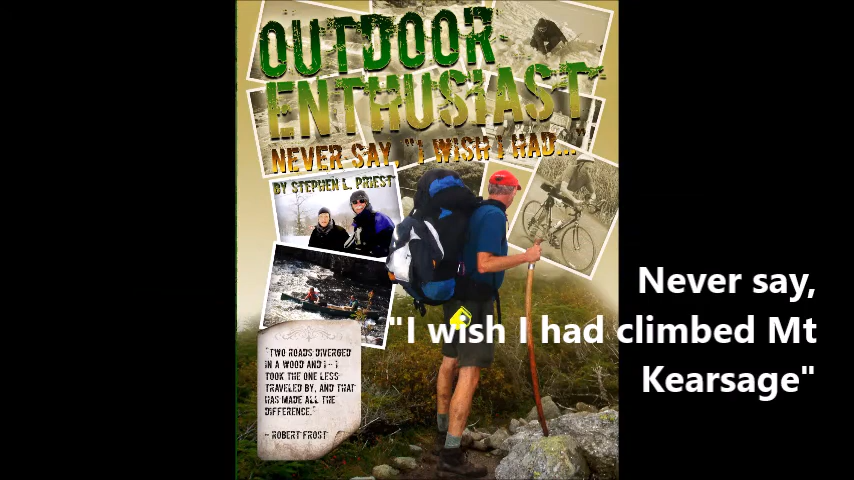 OUTDOOR
ENTHUSIAST
NEVER SAY, "I WISH I HAD..."
BY STEPHEN L. PRIEST
"TWO ROADS DIVERGED
IN A WOOD AND I - I
TOOK THE ONE LESS
TRAVELED BY, AND THAT
HAS MADE ALL THE
DIFFERENCE."
- ROBERT FROST
Never say,
"I wish I had climbed Mt
Kearsage"